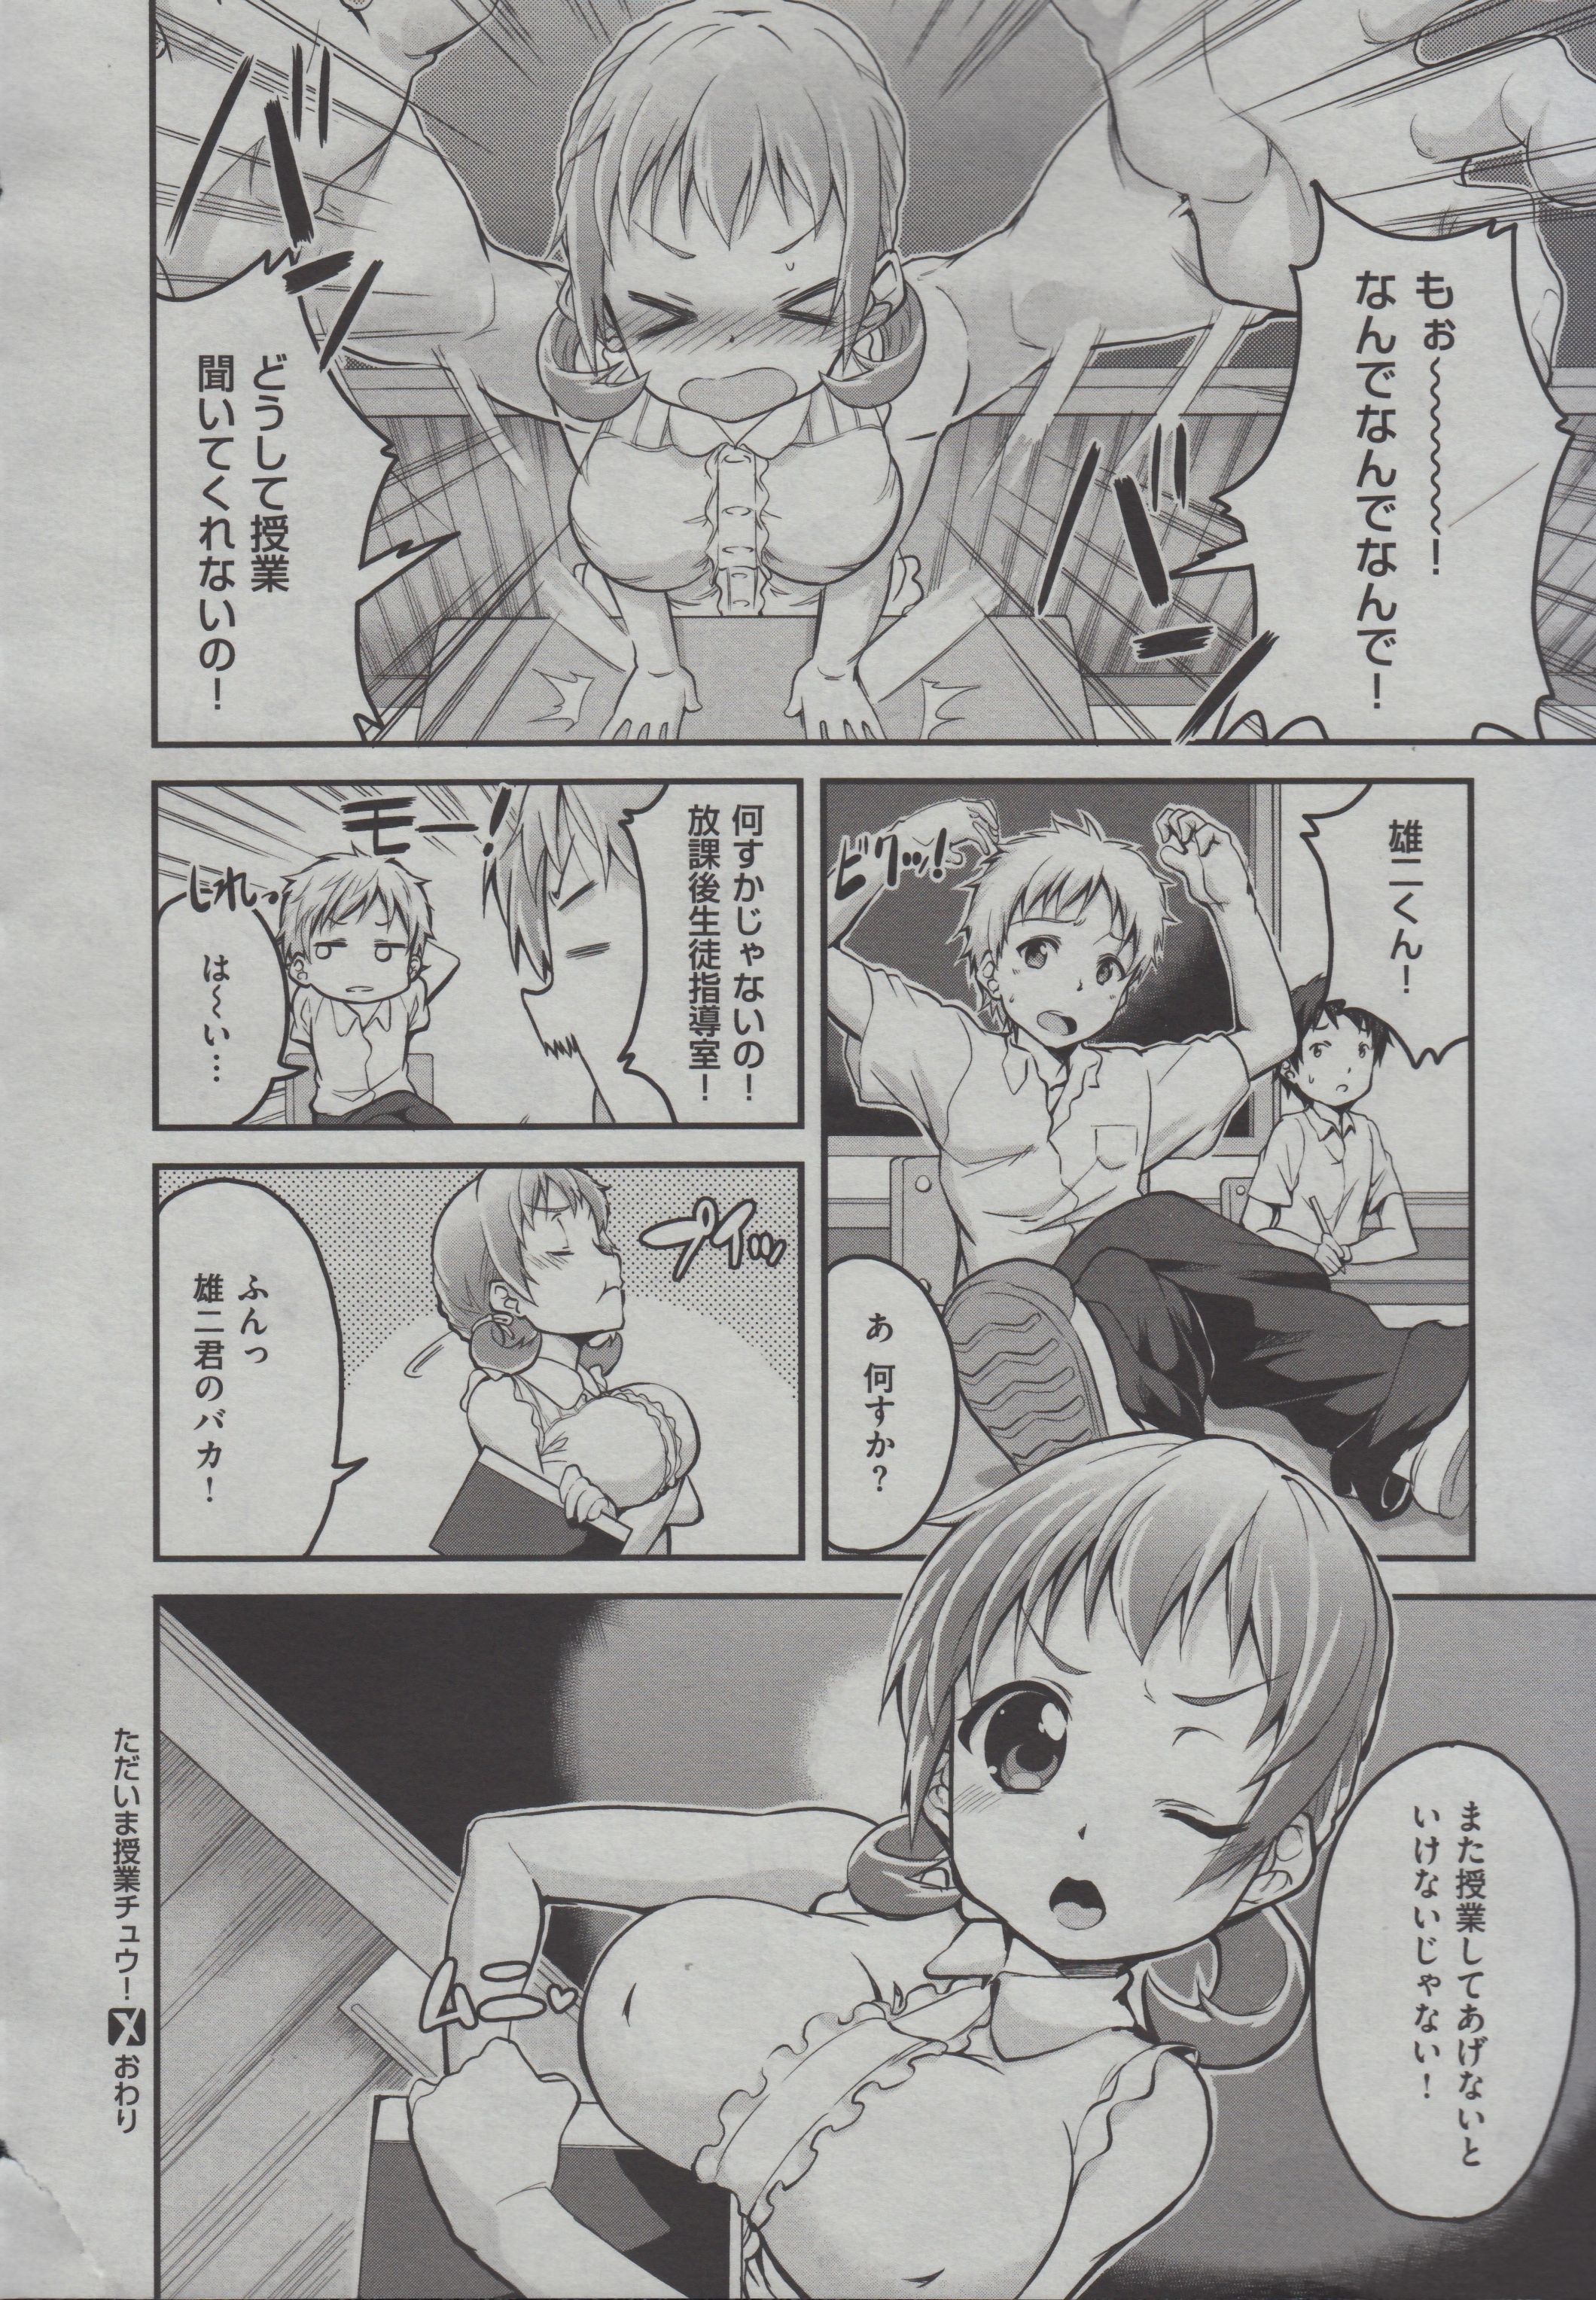 もぉ～～～～～～！
なんでなんでなんで！
バン
バン
どうして授業
聞いてくれないの！
雄二くん！
ビクッ！
あ 何すか？
何すかじゃないの！
放課後生徒指導室！
モー！
じれっ
は～い…
プイッ
ふんっ
雄二君のバカ！
また授業してあげないと
いけないじゃない！
ムニ♡
ただいま授業チュウ！X おわり